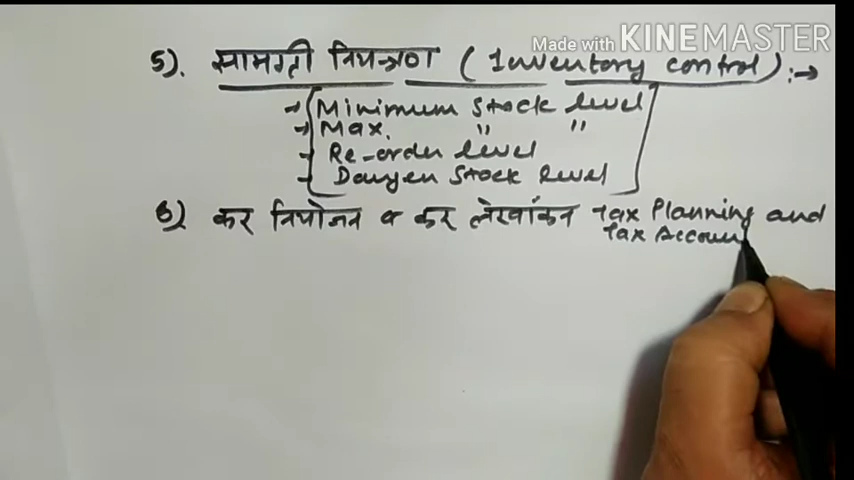 Made with KINEMASTER
5). सामग्री नियन्त्रण ( Inventory control ) :→
→ Minimum stock level
→ Max. " "
→ Re-order level
→ Danger stock level
6) कर नियोजन व कर लेखांकन Tax Planning and
Tax Accoun